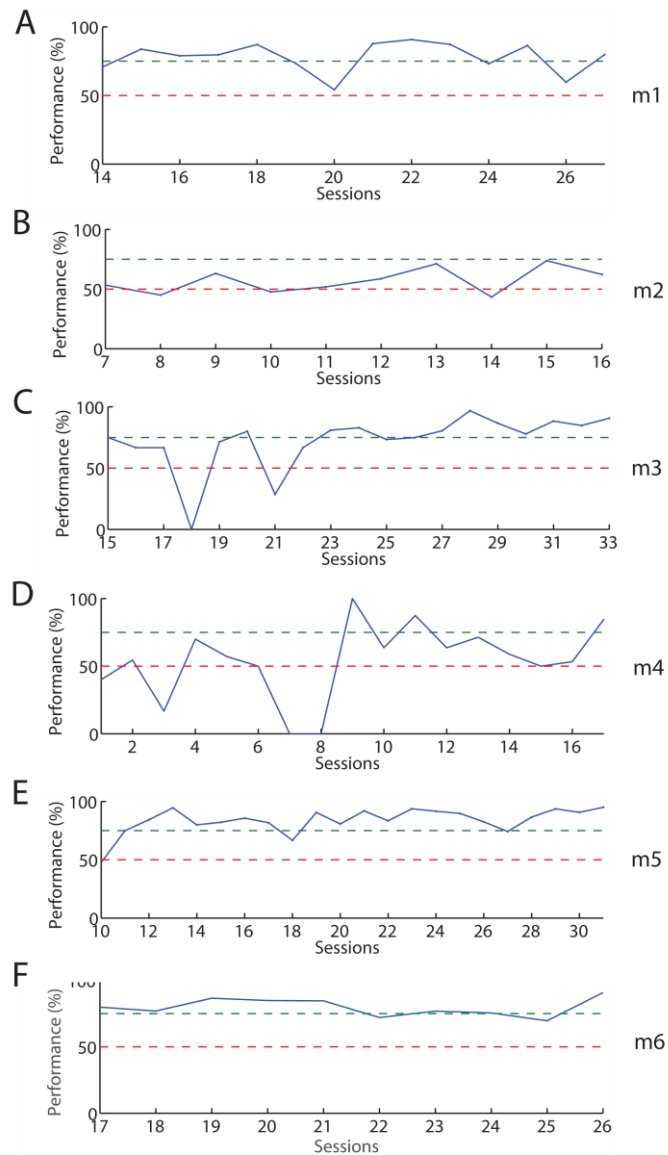 A
Performance (%)
100
50
0
14 16 18 20 22 24 26
Sessions
m1
B
Performance (%)
100
50
0
7 8 9 10 11 12 13 14 15 16
Sessions
m2
C
Performance (%)
100
50
0
15 17 19 21 23 25 27 29 31 33
Sessions
m3
D
Performance (%)
100
50
2 4 6 8 10 12 14 16
Sessions
m4
E
Performance (%)
100
50
0
10 12 14 16 18 20 22 24 26 28 30
Sessions
m5
F
Performance (%)
100
50
0
17 18 19 20 21 22 23 24 25 26
Sessions
m6